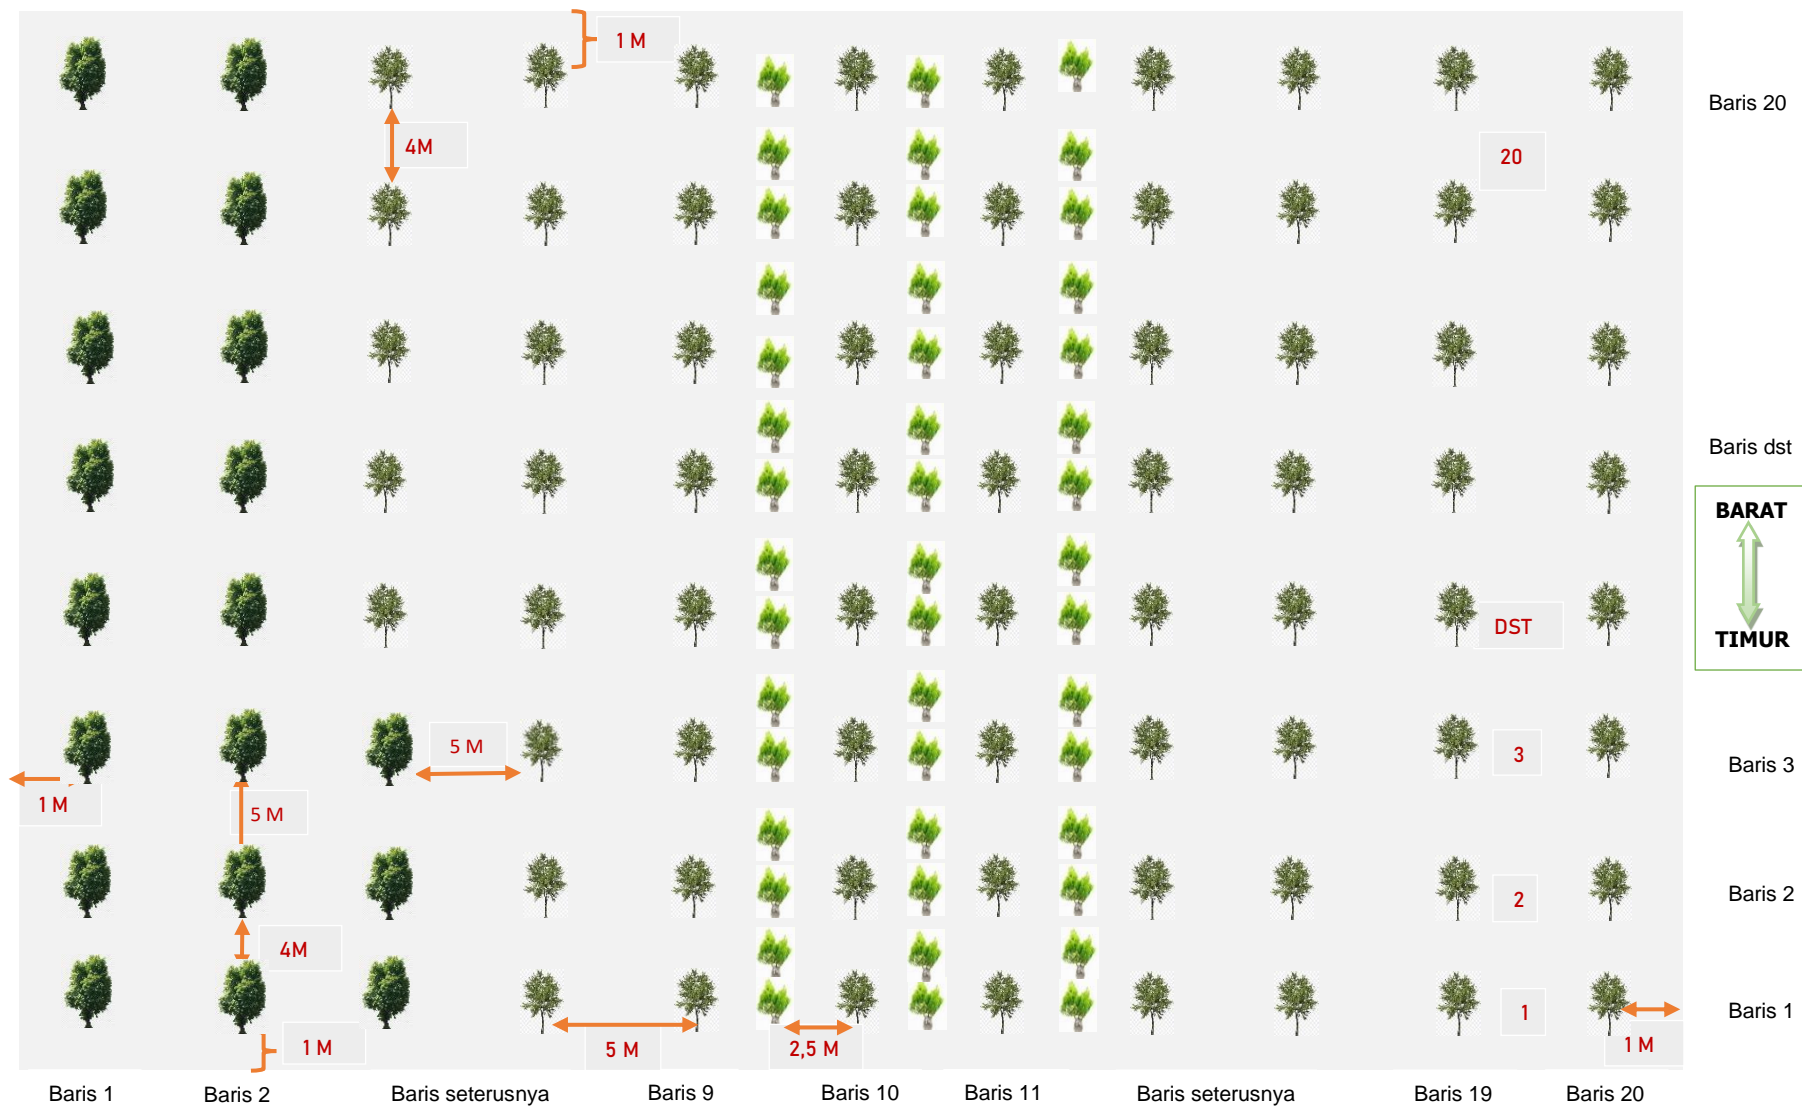 1 M
Baris 20
4M
20
Baris dst
BARAT
TIMUR
DST
5 M
3
Baris 3
1 M
5 M
2
Baris 2
4M
1
Baris 1
1 M
5 M
2,5 M
1 M
Baris 1
Baris 2
Baris seterusnya
Baris 9
Baris 10
Baris 11
Baris seterusnya
Baris 19
Baris 20